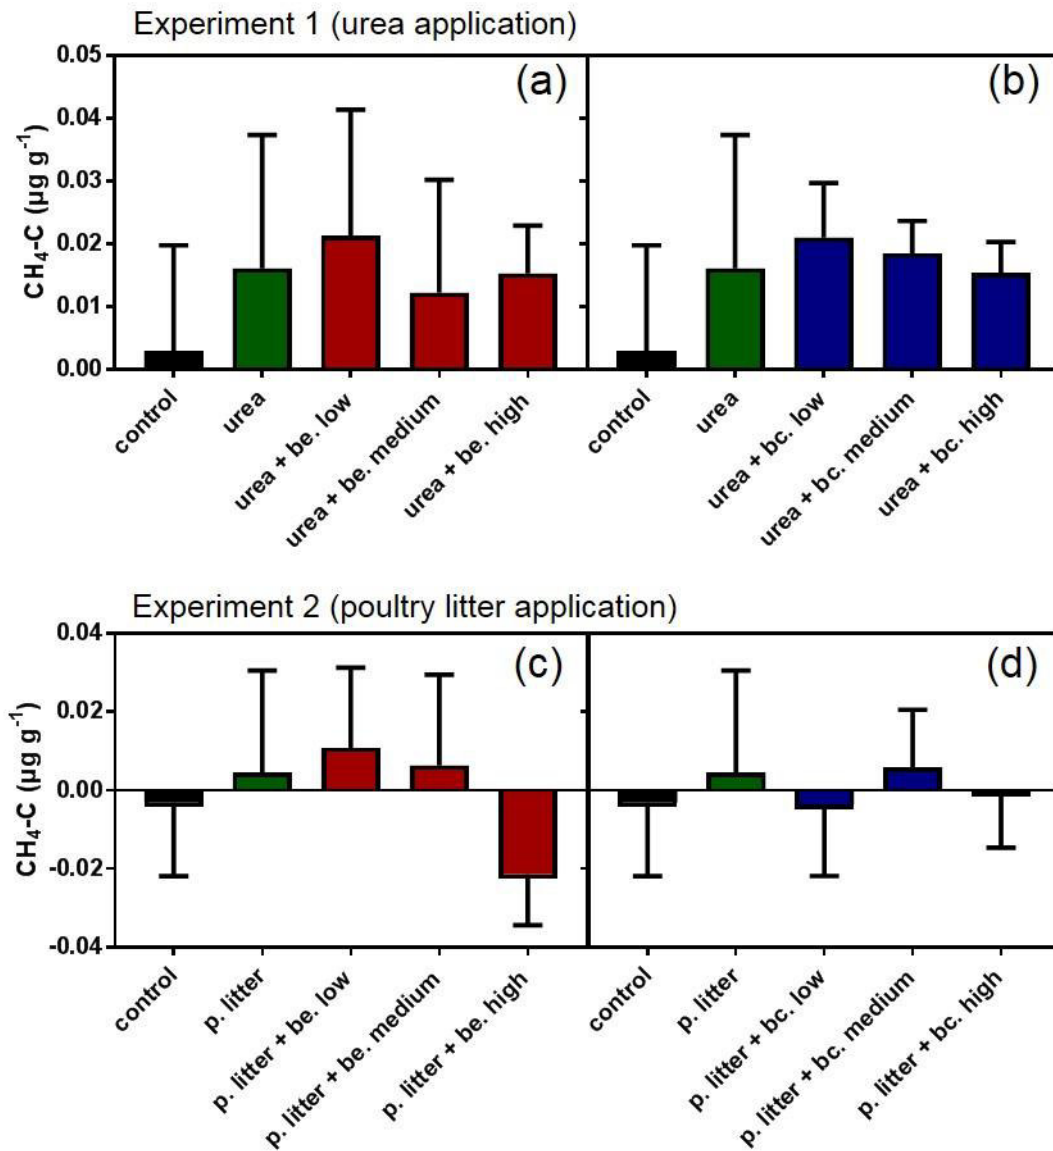 Experiment 1 (urea application)
(a)
(b)
CH₄-C (µg g⁻¹)
0.05
0.04
0.03
0.02
0.01
0.00
control
urea
urea + be. low
urea + be. medium
urea + be. high
control
urea
urea + bc. low
urea + bc. medium
urea + bc. high
Experiment 2 (poultry litter application)
(c)
(d)
CH₄-C (µg g⁻¹)
0.04
0.02
0.00
-0.02
-0.04
control
p. litter
p. litter + be. low
p. litter + be. medium
p. litter + be. high
control
p. litter
p. litter + bc. low
p. litter + bc. medium
p. litter + bc. high